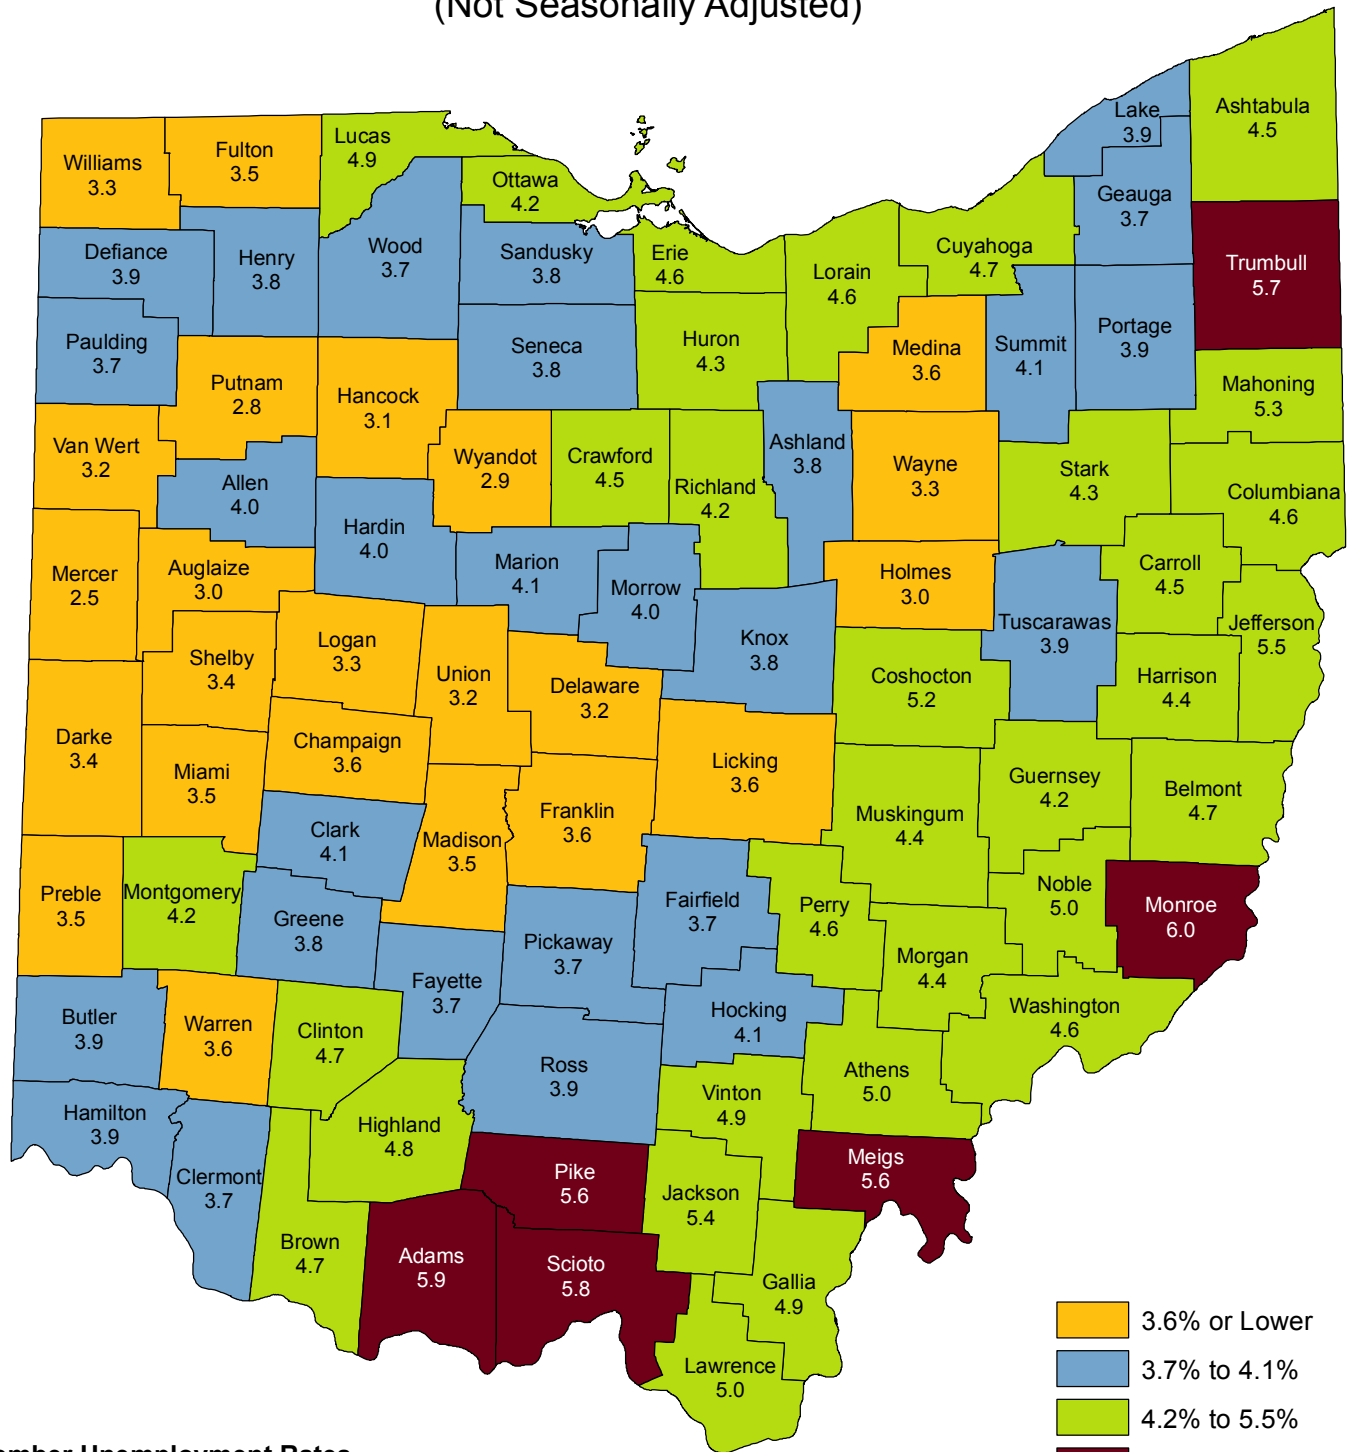 (Not Seasonally Adjusted)
Williams
3.3
Fulton
3.5
Lucas
4.9
Ottawa
4.2
Lake
3.9
Ashtabula
4.5
Geauga
3.7
Defiance
3.9
Henry
3.8
Wood
3.7
Sandusky
3.8
Erie
4.6
Lorain
4.6
Cuyahoga
4.7
Trumbull
5.7
Paulding
3.7
Seneca
3.8
Huron
4.3
Medina
3.6
Summit
4.1
Portage
3.9
Putnam
2.8
Hancock
3.1
Mahoning
5.3
Van Wert
3.2
Allen
4.0
Wyandot
2.9
Crawford
4.5
Richland
4.2
Ashland
3.8
Wayne
3.3
Stark
4.3
Columbiana
4.6
Hardin
4.0
Mercer
2.5
Auglaize
3.0
Marion
4.1
Morrow
4.0
Holmes
3.0
Carroll
4.5
Tuscarawas
3.9
Jefferson
5.5
Shelby
3.4
Logan
3.3
Union
3.2
Delaware
3.2
Knox
3.8
Coshocton
5.2
Harrison
4.4
Darke
3.4
Miami
3.5
Champaign
3.6
Licking
3.6
Guernsey
4.2
Belmont
4.7
Clark
4.1
Madison
3.5
Franklin
3.6
Muskingum
4.4
Preble
3.5
Montgomery
4.2
Greene
3.8
Fairfield
3.7
Perry
4.6
Noble
5.0
Monroe
6.0
Pickaway
3.7
Fayette
3.7
Morgan
4.4
Butler
3.9
Warren
3.6
Clinton
4.7
Hocking
4.1
Washington
4.6
Ross
3.9
Athens
5.0
Hamilton
3.9
Highland
4.8
Vinton
4.9
Clermont
3.7
Pike
5.6
Meigs
5.6
Jackson
5.4
Brown
4.7
Adams
5.9
Scioto
5.8
Gallia
4.9
Lawrence
5.0
3.6% or Lower
3.7% to 4.1%
4.2% to 5.5%
Unemployment Rates